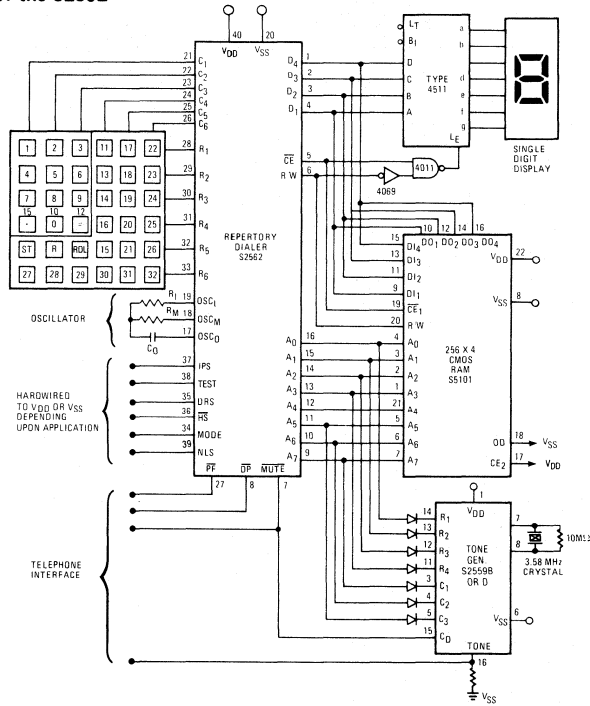 40
20
VDD
VSS
21
C1
22
C2
23
C3
24
C4
25
C5
26
C6
1 2 3 11 17 22
4 5 6 13 18 23
7 8 9 14 19 24
15 10 12
0 16 20 25
ST R RDL 15 21 26
27 28 29 30 31 32
28
R1
29
R2
30
R3
31
R4
32
R5
33
R6
REPERTORY
DIALER
S2562
OSCILLATOR
RI
19
OSCI
RM
18
OSCM
CO
17
OSCO
HARDWIRED
TO VDD OR VSS
DEPENDING
UPON APPLICATION
37
IPS
38
TEST
35
DRS
36
HS
34
MODE
39
NLS
PF
DP
MUTE
27
8
7
TELEPHONE
INTERFACE
D4
1
D3
2
D2
3
D1
4
CE
5
R W
6
A0
16
A1
15
A2
14
A3
13
A4
12
A5
11
A6
10
A7
9
LT
BI
D
C
B
A
TYPE
4511
a
b
d
e
f
g
LE
SINGLE
DIGIT
DISPLAY
4069
4011
10 12 14 16
DO1 DO2 DO3 DO4
15
DI4
13
DI3
11
DI2
9
DI1
19
CE1
20
R W
4
A0
3
A1
2
A2
1
A3
21
A4
5
A5
6
A6
7
A7
256 X 4
CMOS
RAM
S5101
VDD
22
VSS
8
OD
18
VSS
CE2
17
VDD
1
VDD
14
R1
13
R2
12
R3
11
R4
3
C1
4
C2
5
C3
15
CD
TONE
GEN.
S2559B
OR D
7
8
10MΩ
3.58 MHz
CRYSTAL
VSS
6
TONE
16
VSS